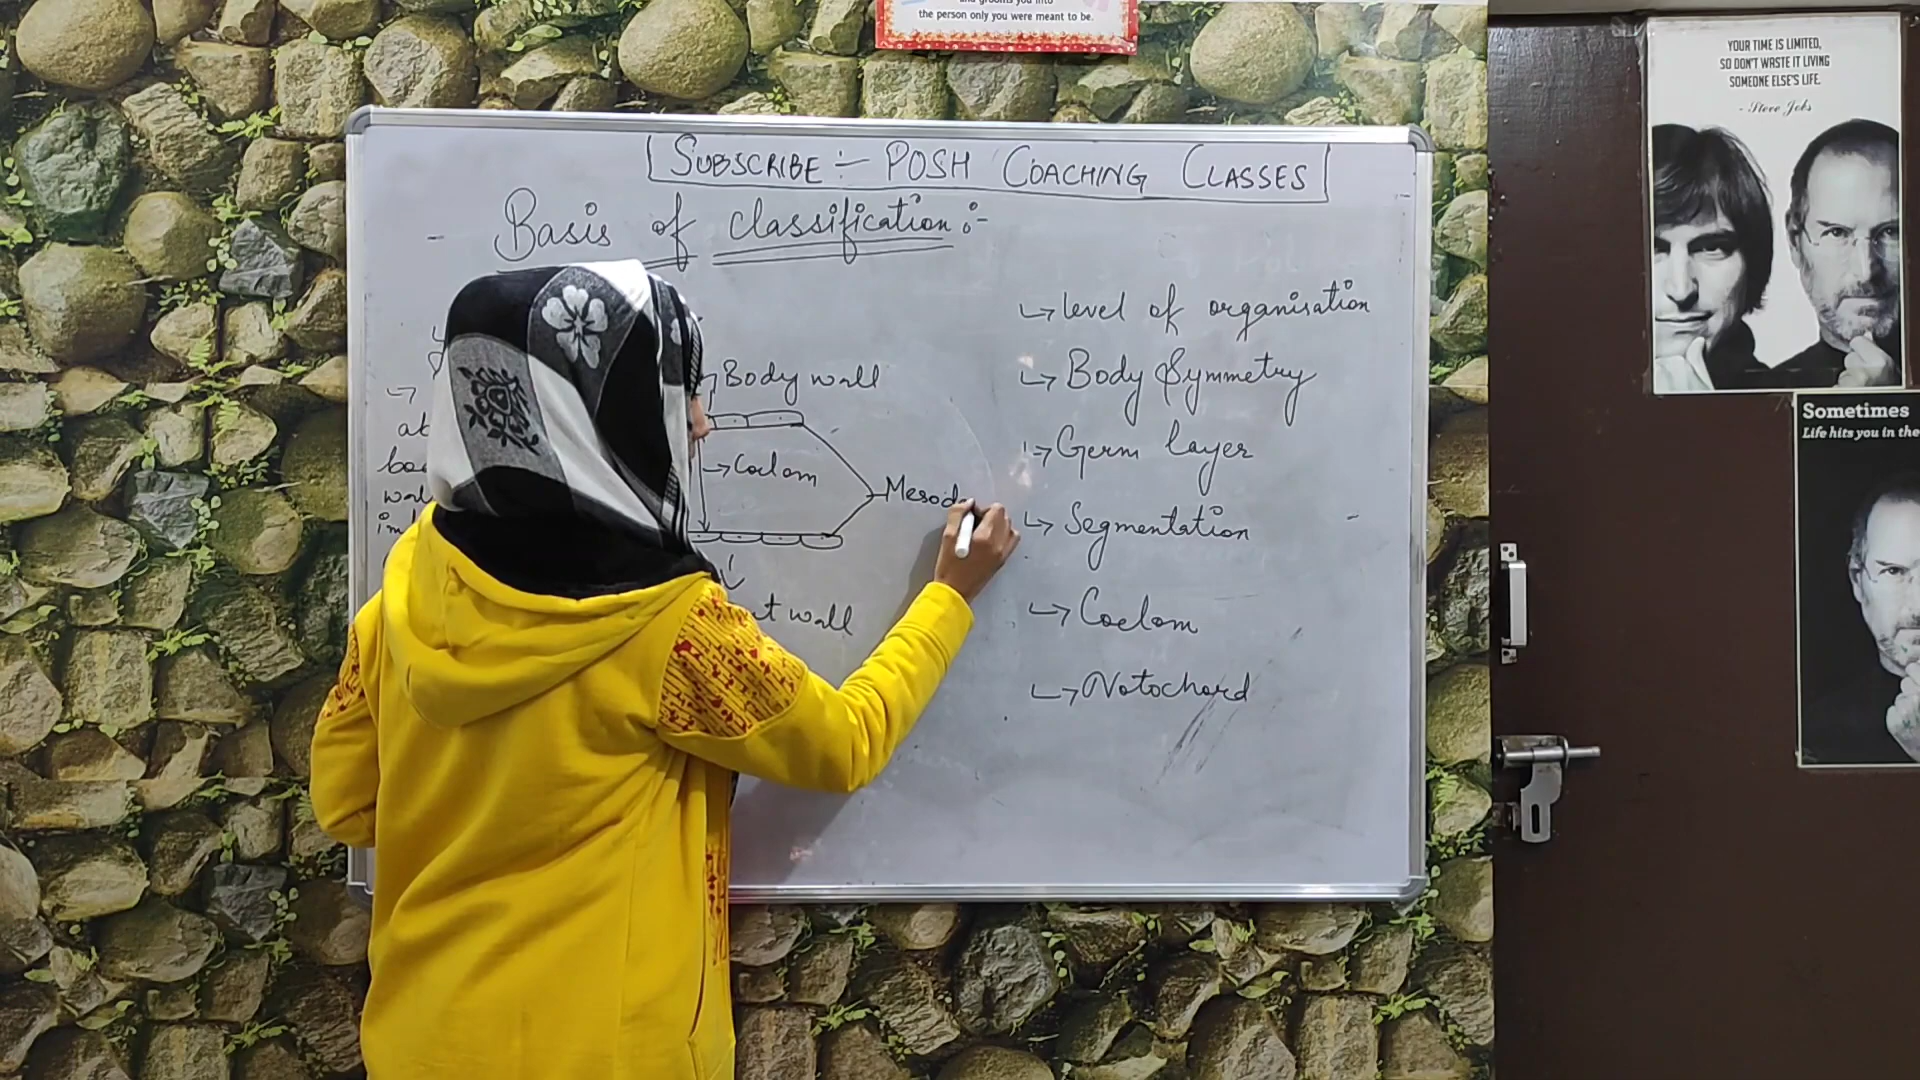 the person only you were meant to be.
YOUR TIME IS LIMITED,
SO DON'T WASTE IT LIVING
SOMEONE ELSE'S LIFE.
- Steve Jobs
Sometimes
Life hits you in the
SUBSCRIBE :- POSH COACHING CLASSES
- Basis of classification :-
Body wall
→ Coelom
Mesod
wall
↳ level of organisation
↳ Body Symmetry
↳ Germ layer
↳ Segmentation
↳ Coelom
↳ Notochord